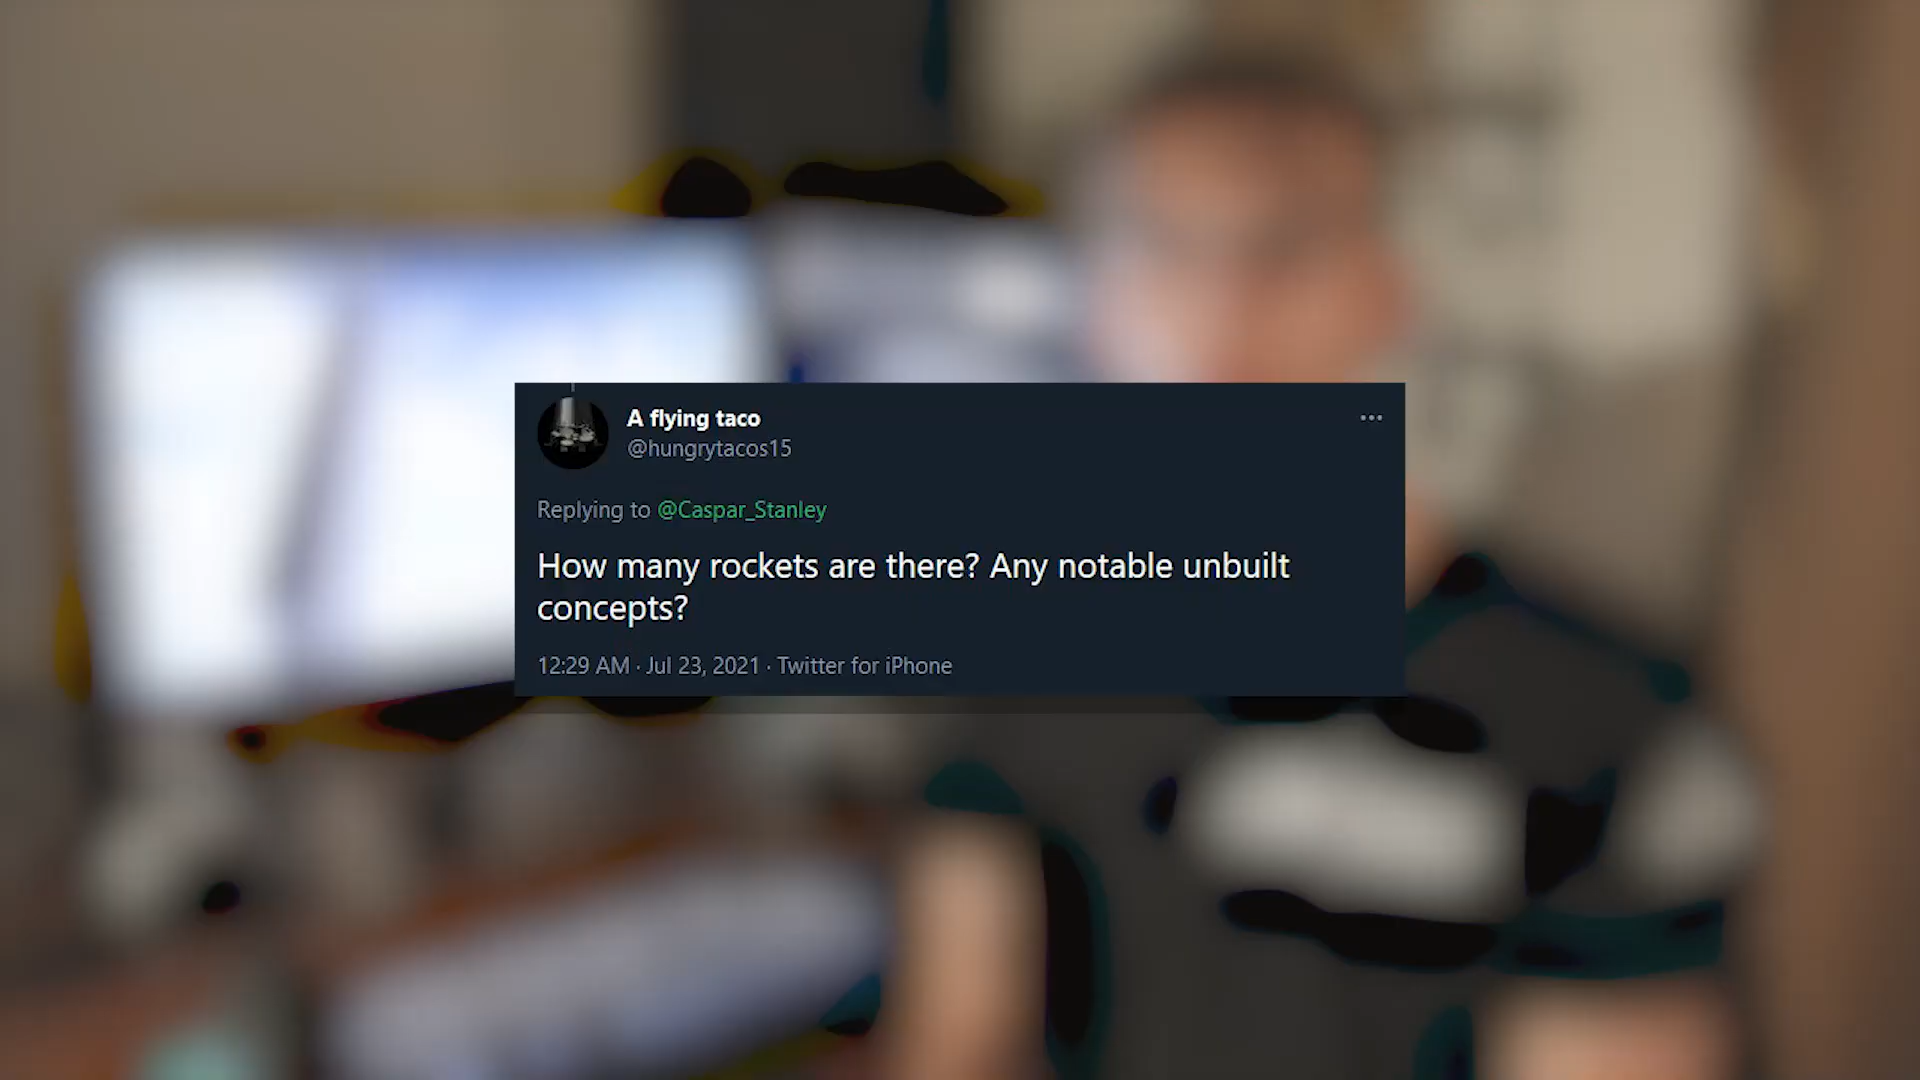 A flying taco
@hungrytacos15
Replying to @Caspar_Stanley
How many rockets are there? Any notable unbuilt
concepts?
12:29 AM · Jul 23, 2021 · Twitter for iPhone